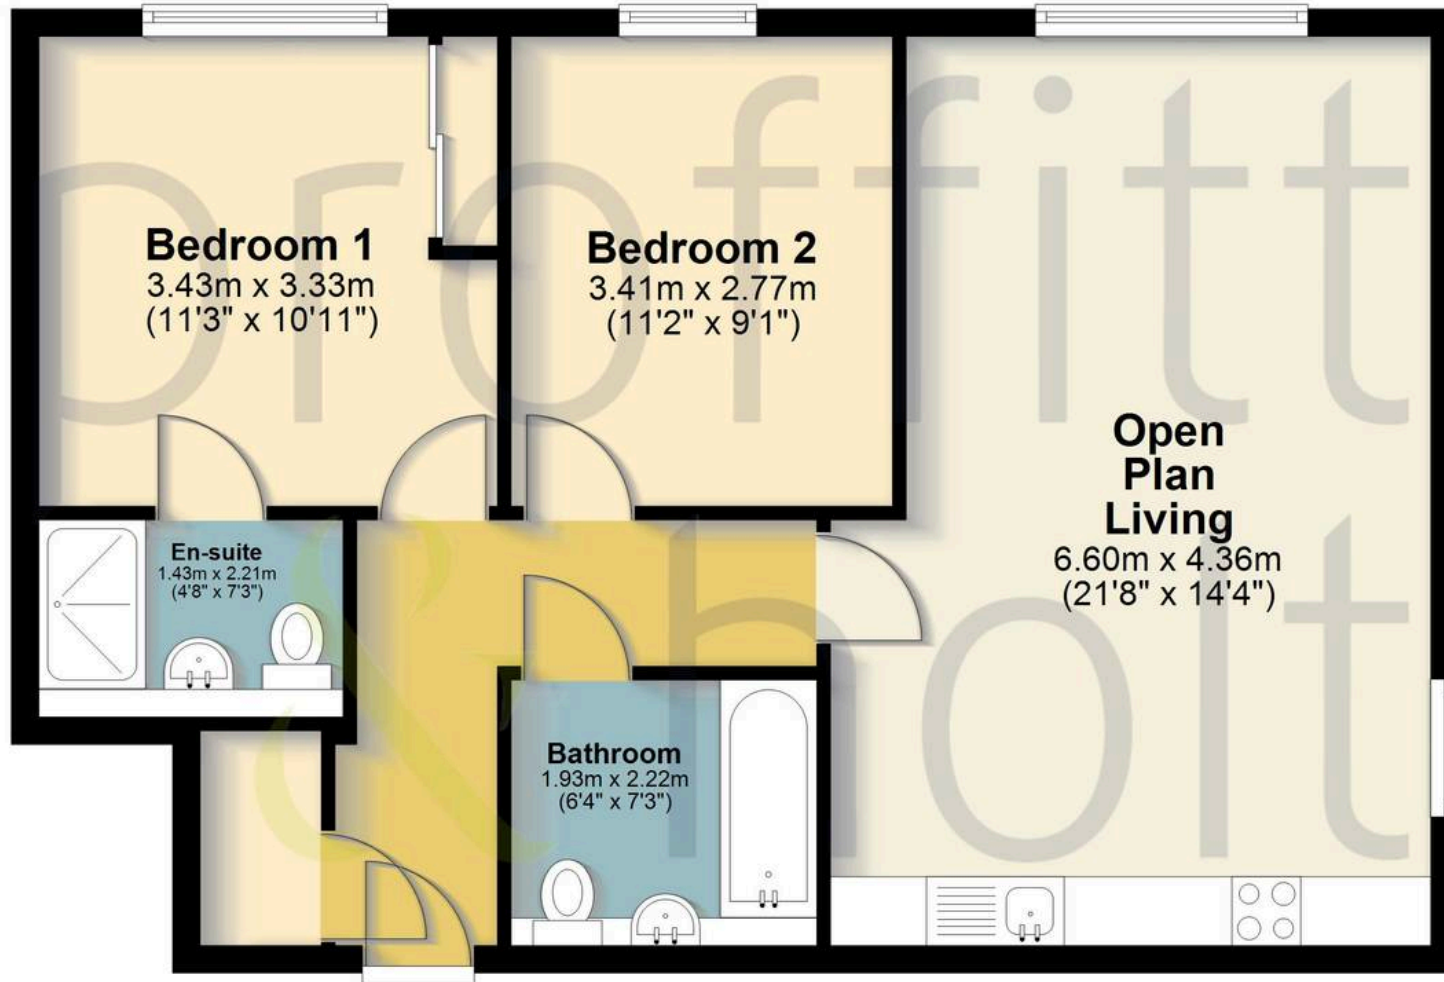 Bedroom 1
3.43m x 3.33m
(11'3" x 10'11")
Bedroom 2
3.41m x 2.77m
(11'2" x 9'1")
Open
Plan
Living
6.60m x 4.36m
(21'8" x 14'4")
En-suite
1.43m x 2.21m
(4'8" x 7'3")
Bathroom
1.93m x 2.22m
(6'4" x 7'3")
proffitt
& holt